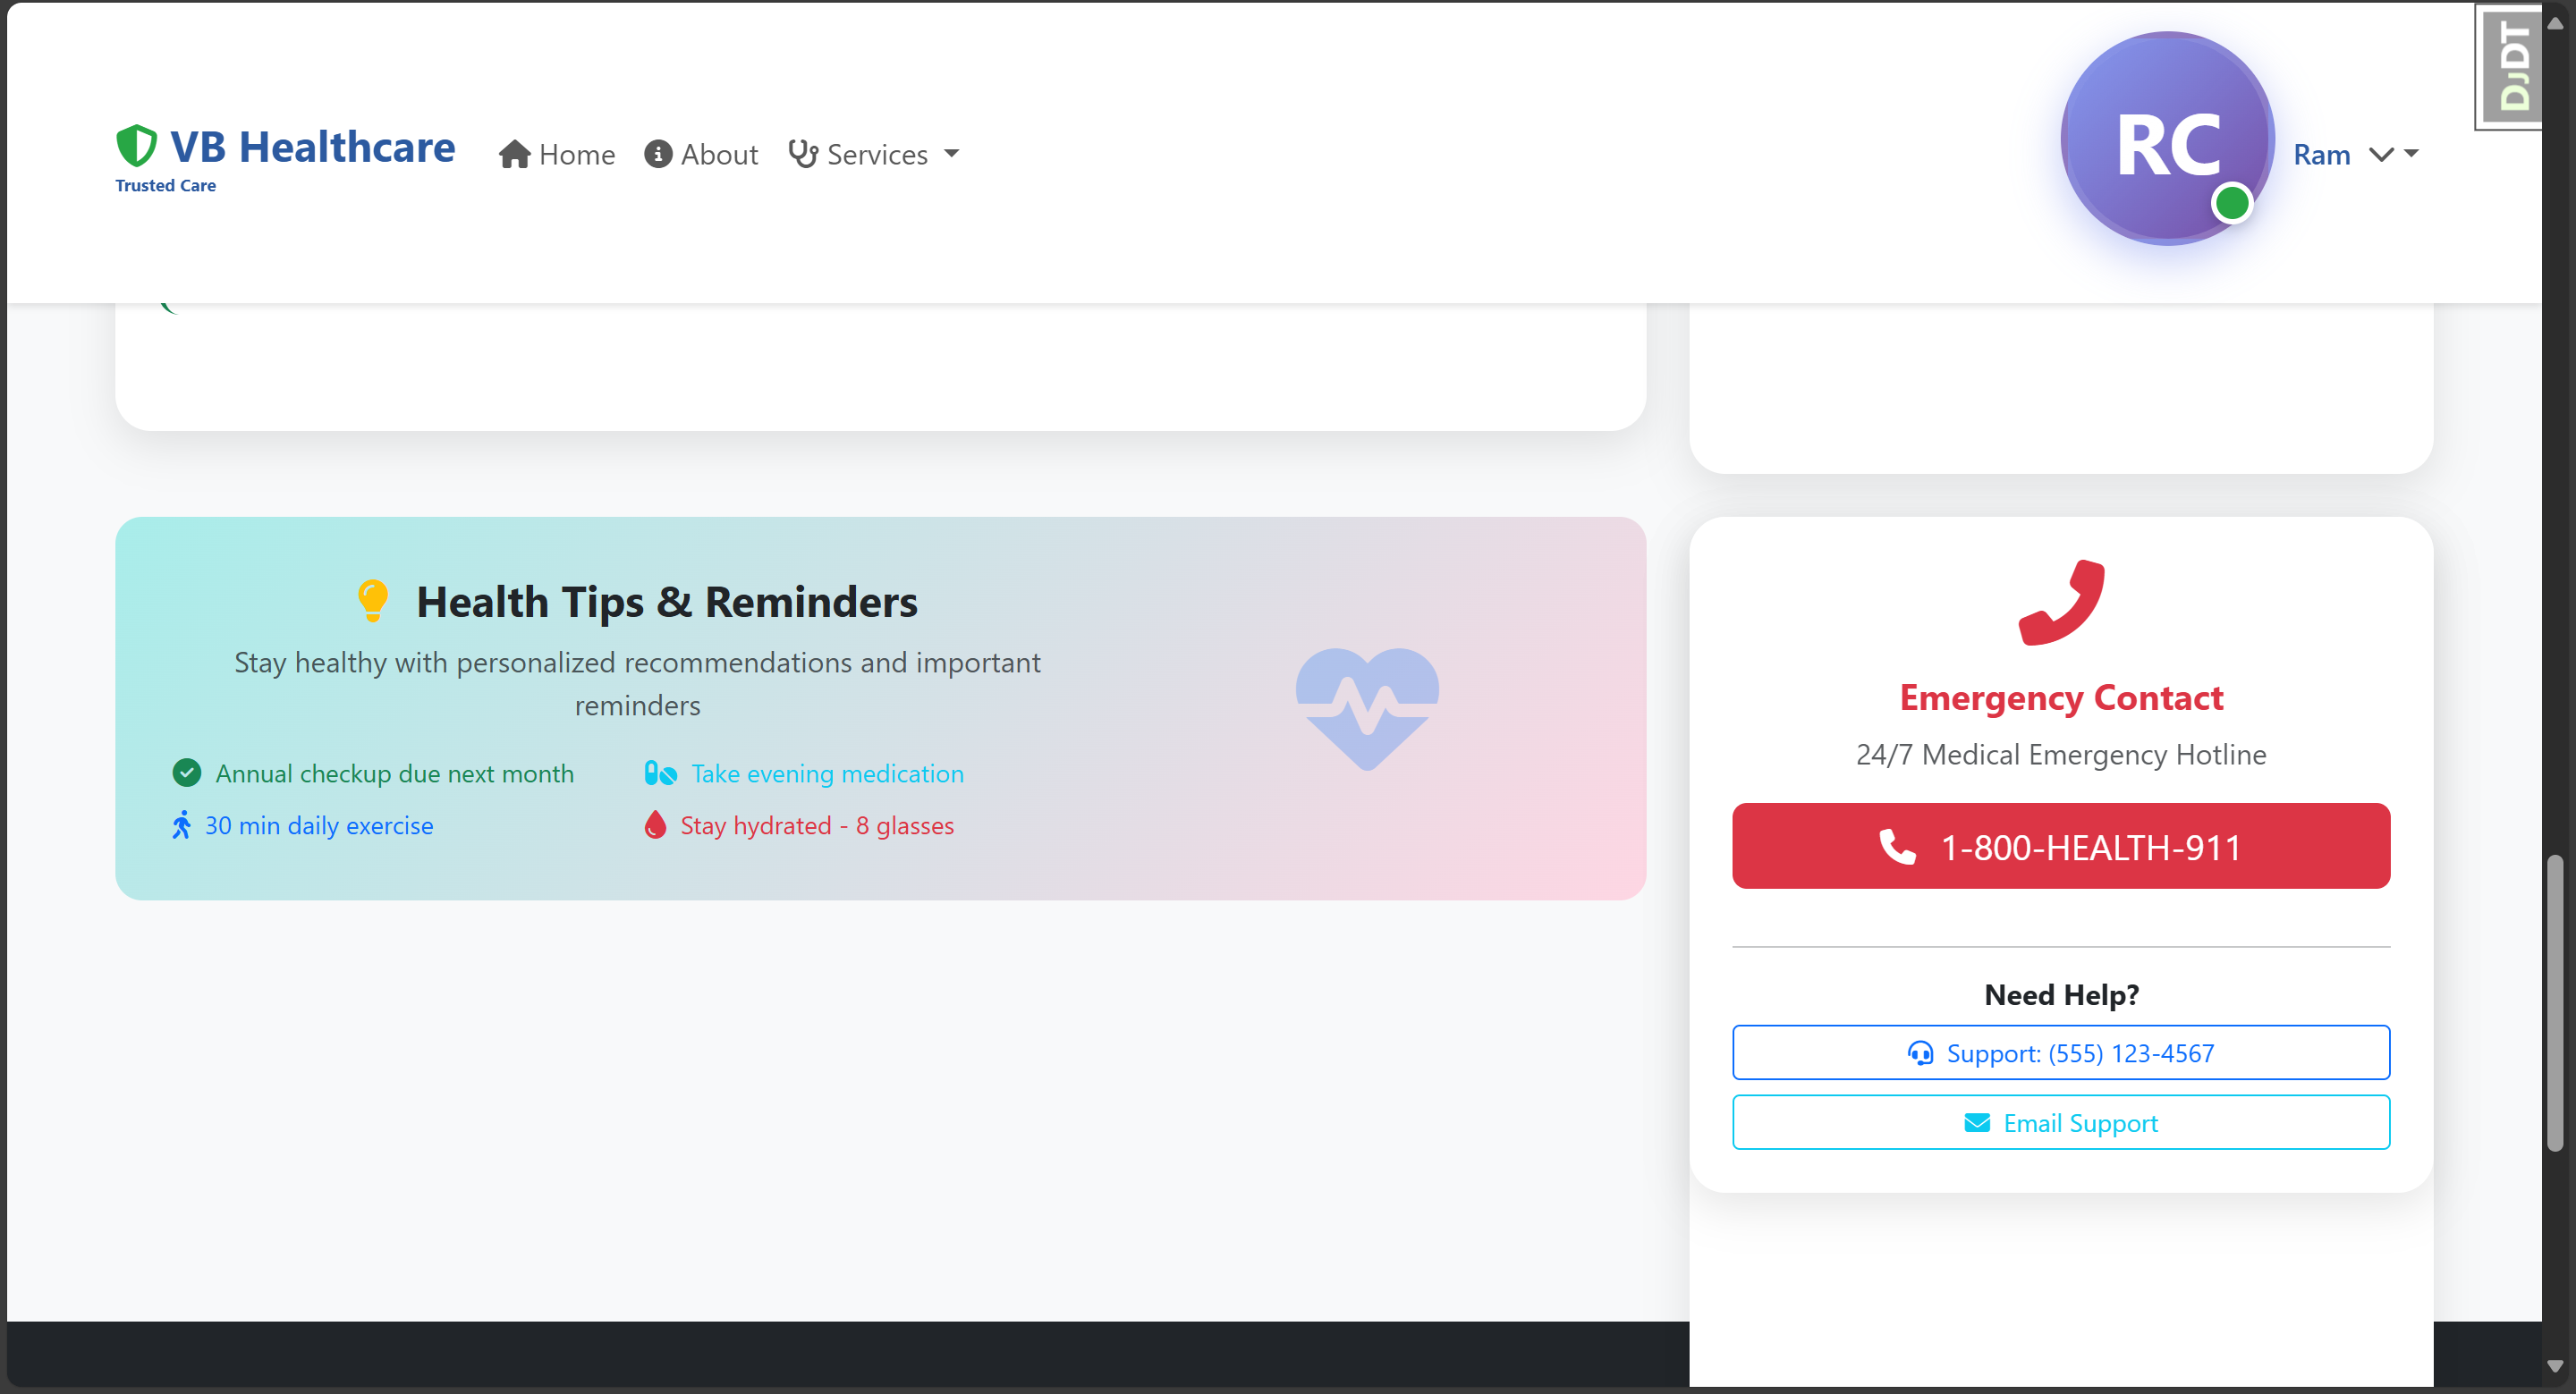 VB Healthcare
Trusted Care
Home
About
Services
RC
Ram
DjDT
Health Tips & Reminders
Stay healthy with personalized recommendations and important
reminders
Annual checkup due next month
Take evening medication
30 min daily exercise
Stay hydrated - 8 glasses
Emergency Contact
24/7 Medical Emergency Hotline
1-800-HEALTH-911
Need Help?
Support: (555) 123-4567
Email Support